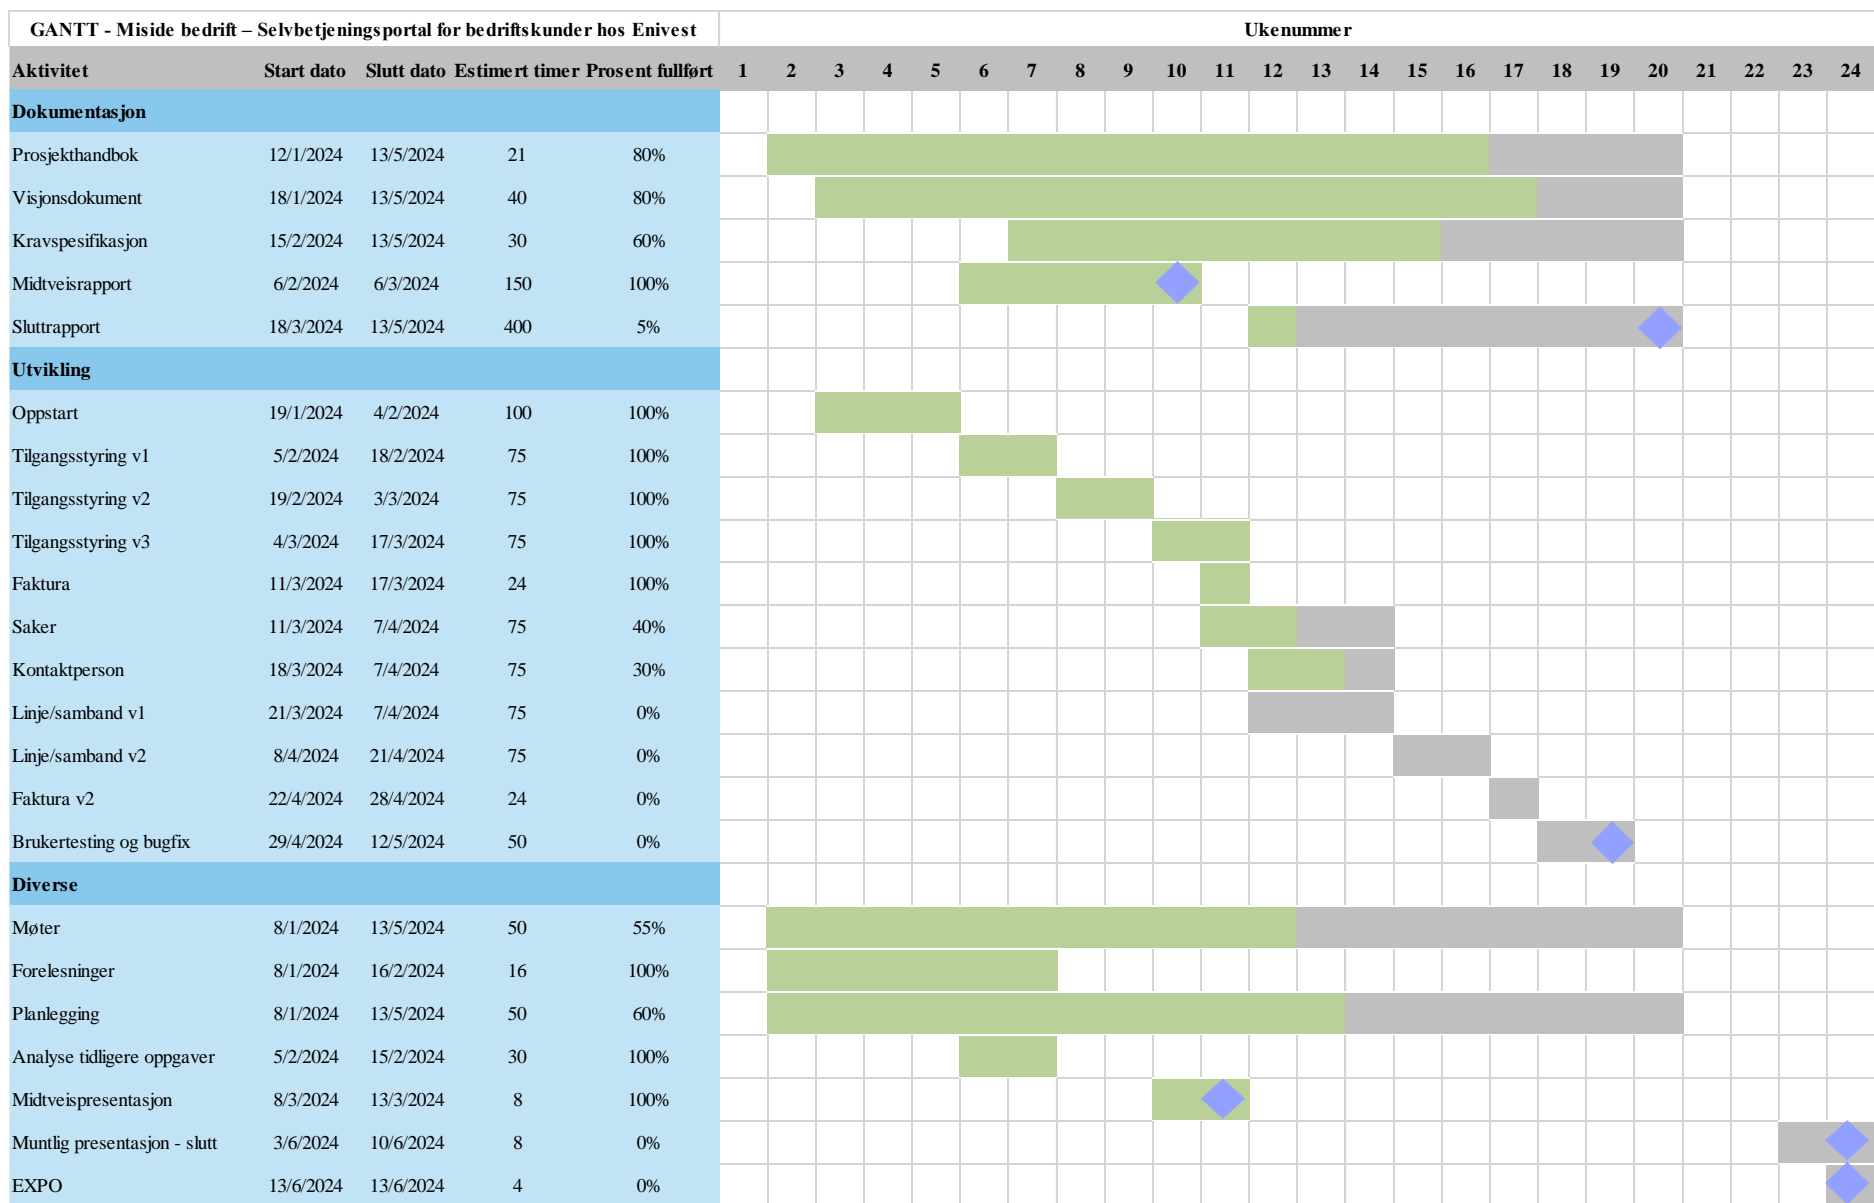 GANTT - Miside bedrift – Selvbetjeningsportal for bedriftskunder hos Enivest Ukenummer
Aktivitet Start dato Slutt dato Estimert timer Prosent fullført 1 2 3 4 5 6 7 8 9 10 11 12 13 14 15 16 17 18 19 20 21 22 23 24
Dokumentasjon
Prosjekthandbok 12/1/2024 13/5/2024 21 80%
Visjonsdokument 18/1/2024 13/5/2024 40 80%
Kravspesifikasjon 15/2/2024 13/5/2024 30 60%
Midtveisrapport 6/2/2024 6/3/2024 150 100%
Sluttrapport 18/3/2024 13/5/2024 400 5%
Utvikling
Oppstart 19/1/2024 4/2/2024 100 100%
Tilgangsstyring v1 5/2/2024 18/2/2024 75 100%
Tilgangsstyring v2 19/2/2024 3/3/2024 75 100%
Tilgangsstyring v3 4/3/2024 17/3/2024 75 100%
Faktura 11/3/2024 17/3/2024 24 100%
Saker 11/3/2024 7/4/2024 75 40%
Kontaktperson 18/3/2024 7/4/2024 75 30%
Linje/samband v1 21/3/2024 7/4/2024 75 0%
Linje/samband v2 8/4/2024 21/4/2024 75 0%
Faktura v2 22/4/2024 28/4/2024 24 0%
Brukertesting og bugfix 29/4/2024 12/5/2024 50 0%
Diverse
Møter 8/1/2024 13/5/2024 50 55%
Forelesninger 8/1/2024 16/2/2024 16 100%
Planlegging 8/1/2024 13/5/2024 50 60%
Analyse tidligere oppgaver 5/2/2024 15/2/2024 30 100%
Midtveispresentasjon 8/3/2024 13/3/2024 8 100%
Muntlig presentasjon - slutt 3/6/2024 10/6/2024 8 0%
EXPO 13/6/2024 13/6/2024 4 0%